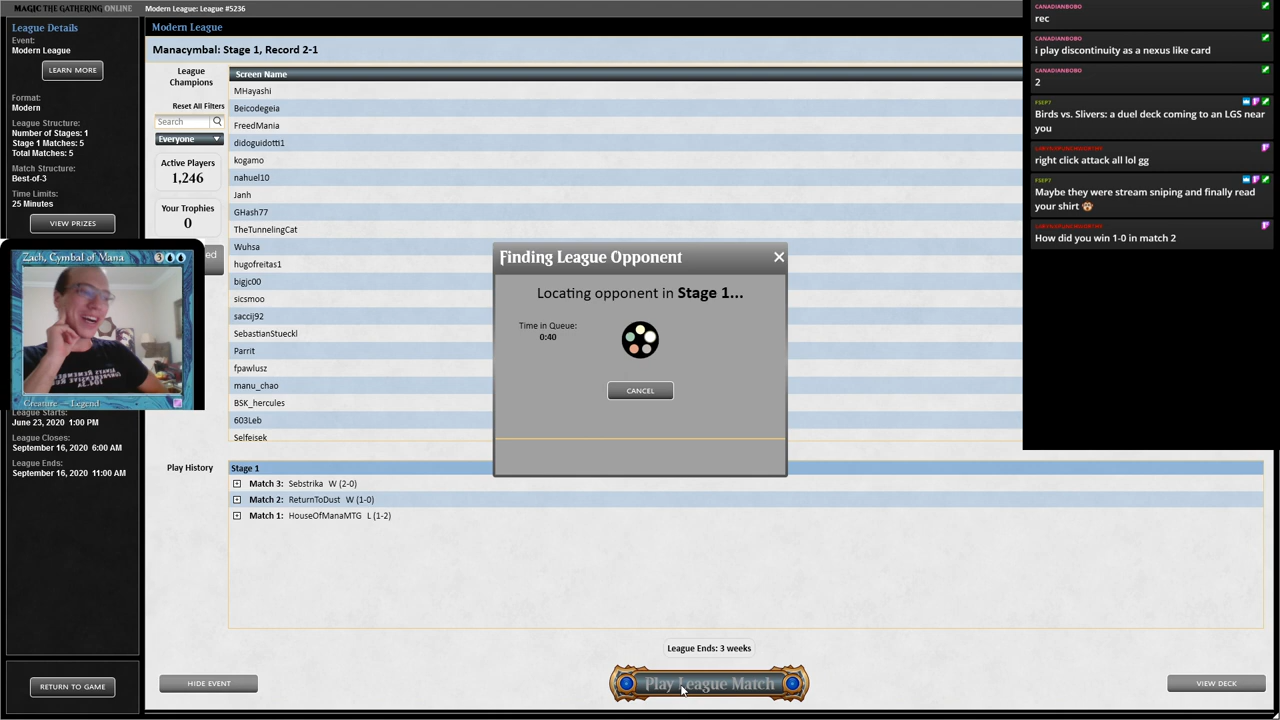 MAGIC THE GATHERING ONLINE
Modern League: League #5236
League Details
Event:
Modern League
LEARN MORE
Format:
Modern
League Structure:
Number of Stages: 1
Stage 1 Matches: 5
Total Matches: 5
Match Structure:
Best-of-3
Time Limits:
25 Minutes
VIEW PRIZES
Zach, Cymbal of Mana
3
Creature — Legend
League Starts:
June 23, 2020 1:00 PM
League Closes:
September 16, 2020 6:00 AM
League Ends:
September 16, 2020 11:00 AM
RETURN TO GAME
Modern League
Manacymbal: Stage 1, Record 2-1
League
Champions
Reset All Filters
Search
Everyone
Active Players
1,246
Your Trophies
0
ed
Screen Name
MHayashi
Beicodegeia
FreedMania
didoguidotti1
kogamo
nahuel10
Janh
GHash77
TheTunnelingCat
Wuhsa
hugofreitas1
bigjc00
sicsmoo
saccij92
SebastianStueckl
Parrit
fpawlusz
manu_chao
BSK_hercules
603Leb
Selfeisek
Finding League Opponent
Locating opponent in Stage 1...
Time in Queue:
0:40
CANCEL
Play History
Stage 1
Match 3: Sebstrika W (2-0)
Match 2: ReturnToDust W (1-0)
Match 1: HouseOfManaMTG L (1-2)
League Ends: 3 weeks
HIDE EVENT
Play League Match
VIEW DECK
CANADIANBOBO
rec
CANADIANBOBO
i play discontinuity as a nexus like card
CANADIANBOBO
2
FSEP7
Birds vs. Slivers: a duel deck coming to an LGS near
you
right click attack all lol gg
FSEP7
Maybe they were stream sniping and finally read
your shirt
How did you win 1-0 in match 2